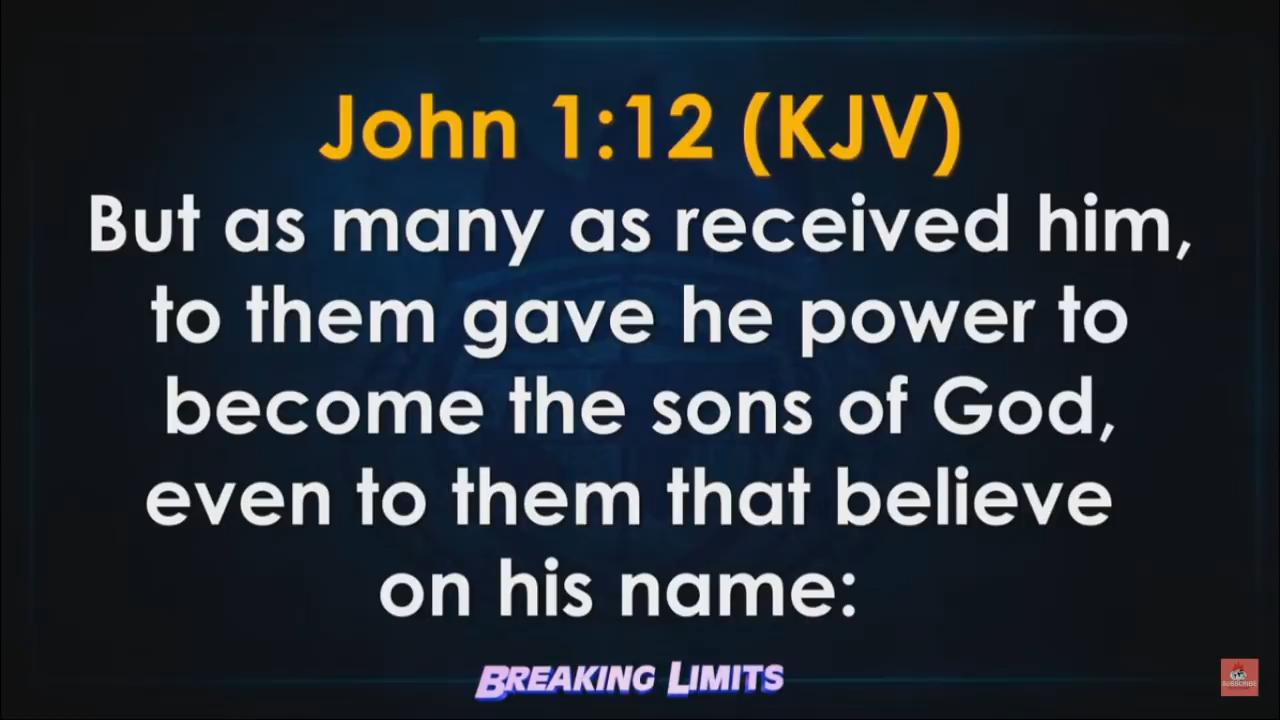 John 1:12 (KJV)
But as many as received him,
to them gave he power to
become the sons of God,
even to them that believe
on his name:
BREAKING LIMITS
SUBSCRIBE